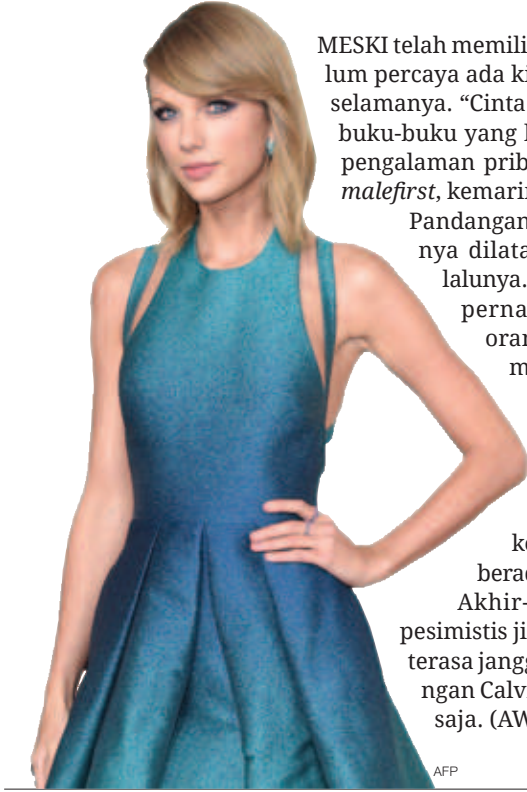 MESKI telah memili
lum percaya ada ki
selamanya. “Cinta
buku-buku yang
pengalaman prib
malefirst, kemarin
Pandangan
nya dilata
lalunya.
perna
oran
m
ke
berad
Akhir-
pesimistis ji
terasa jangg
ngan Calvi
saja. (AW
AFP